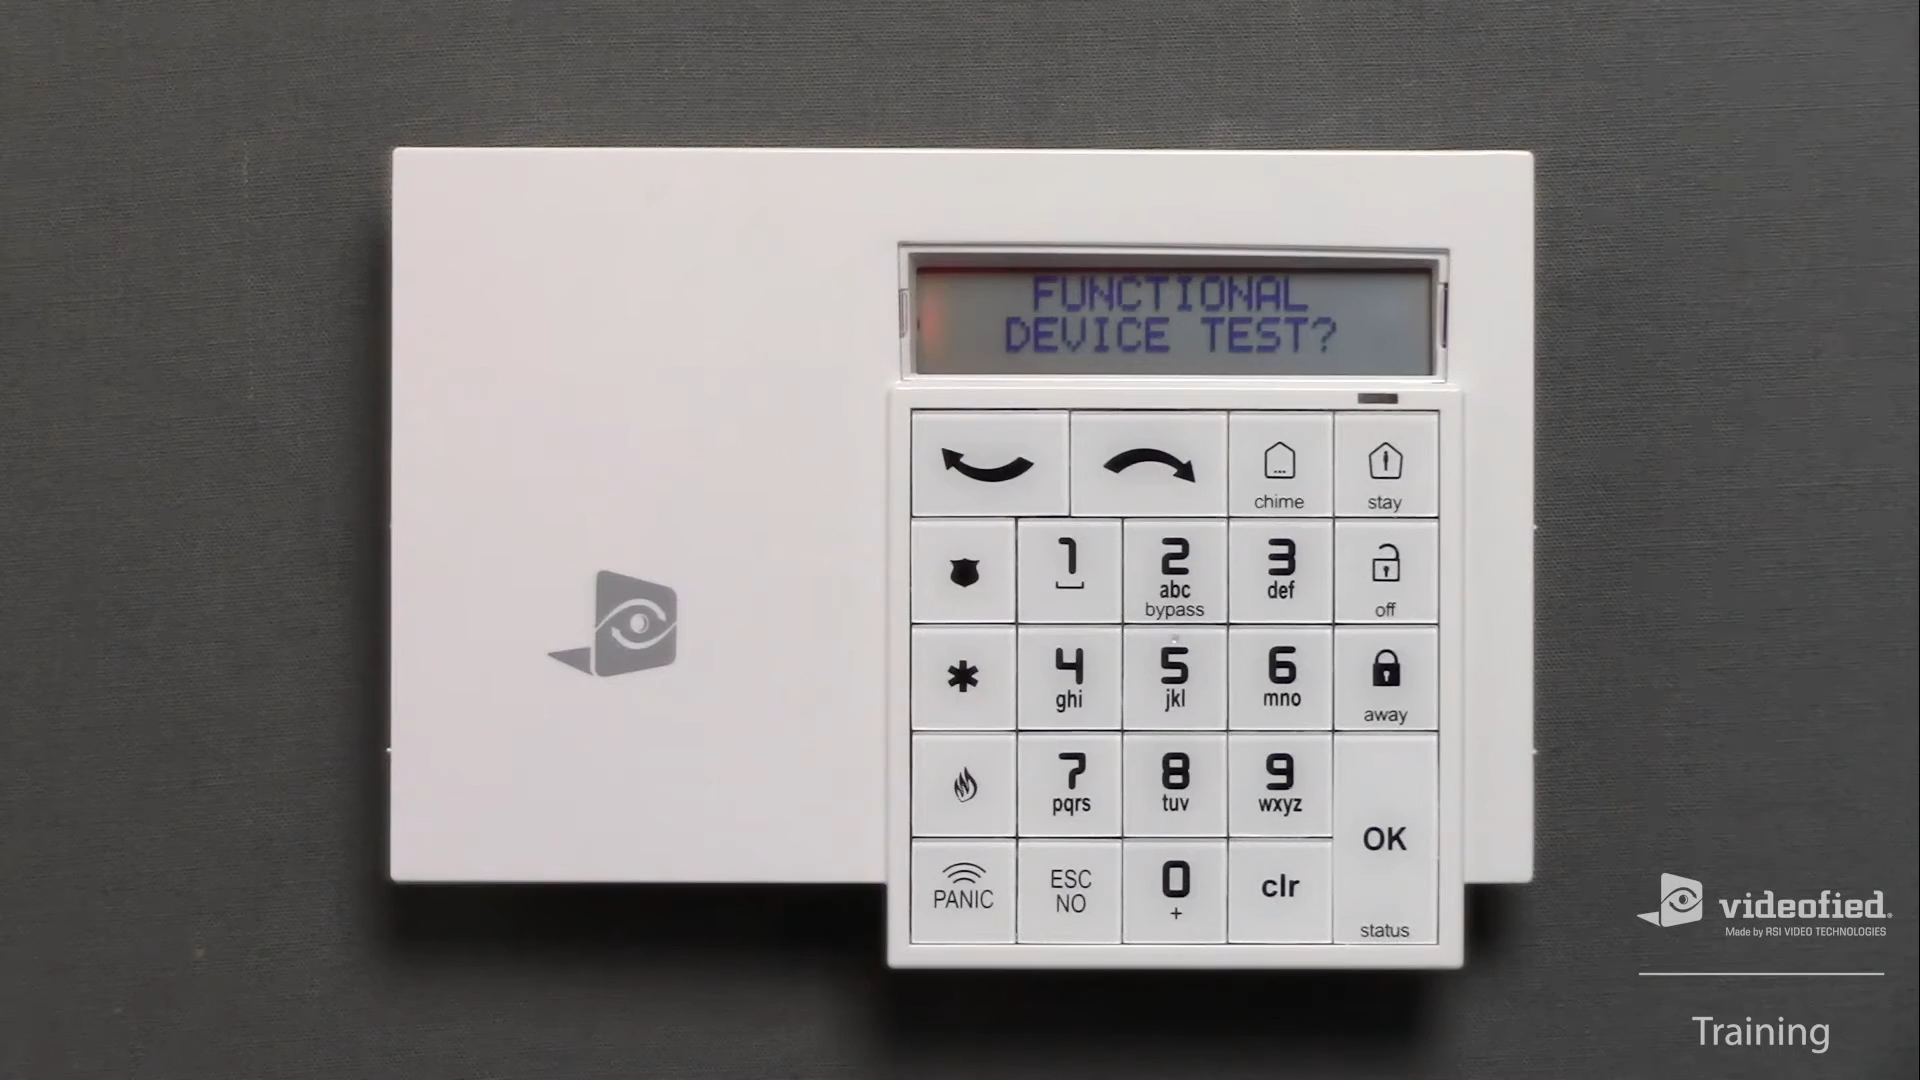 FUNCTIONAL
DEVICE TEST?
chime
stay
1
2
abc
bypass
3
def
off
*
4
ghi
5
jkl
6
mno
away
7
pqrs
8
tuv
9
wxyz
OK
status
PANIC
ESC
NO
0
+
clr
videofied®
Made by RSI VIDEO TECHNOLOGIES
Training